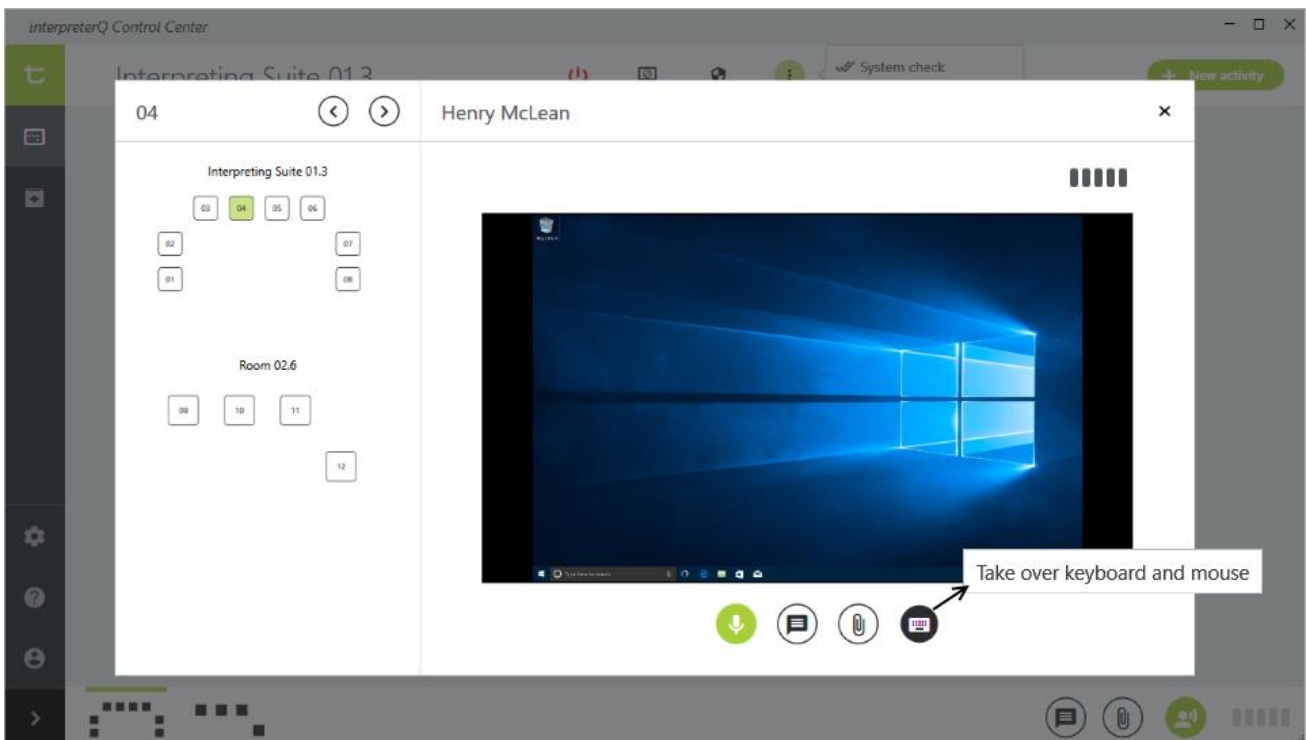 interpreterQ Control Center
Interpreting Suite 01.3
System check
+ New activity
04
Henry McLean
Interpreting Suite 01.3
03 04 05 06
02 07
01 08
Room 02.6
09 10 11
12
Take over keyboard and mouse